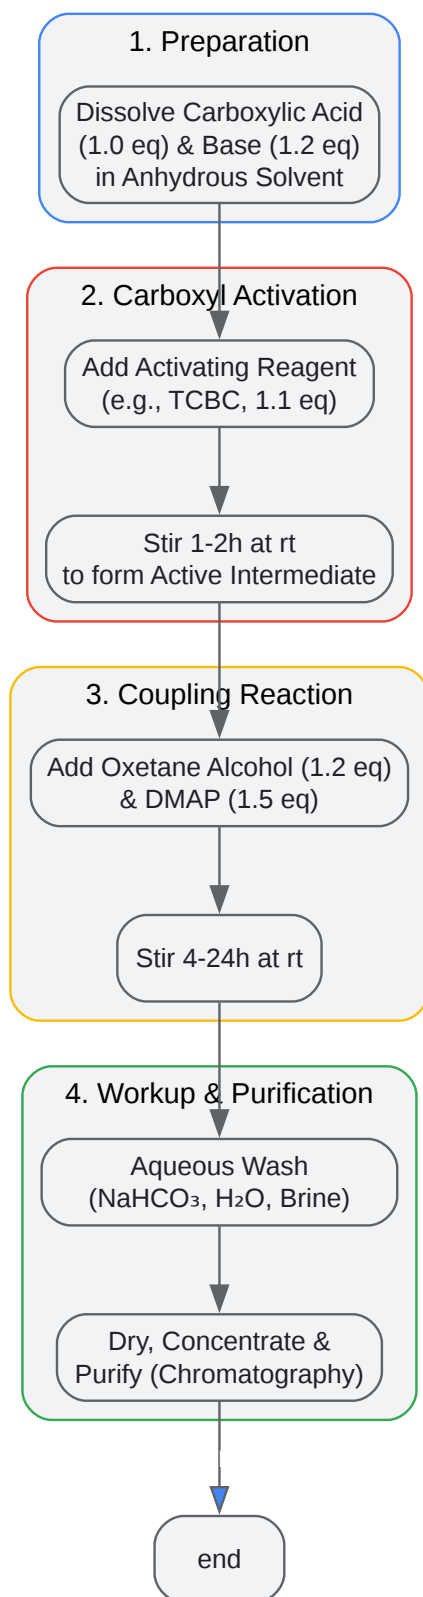 1. Preparation
Dissolve Carboxylic Acid
(1.0 eq) & Base (1.2 eq)
in Anhydrous Solvent
2. Carboxyl Activation
Add Activating Reagent
(e.g., TCBC, 1.1 eq)
Stir 1-2h at rt
to form Active Intermediate
3. Coupling Reaction
Add Oxetane Alcohol (1.2 eq)
& DMAP (1.5 eq)
Stir 4-24h at rt
4. Workup & Purification
Aqueous Wash
(NaHCO₃, H₂O, Brine)
Dry, Concentrate &
Purify (Chromatography)
end